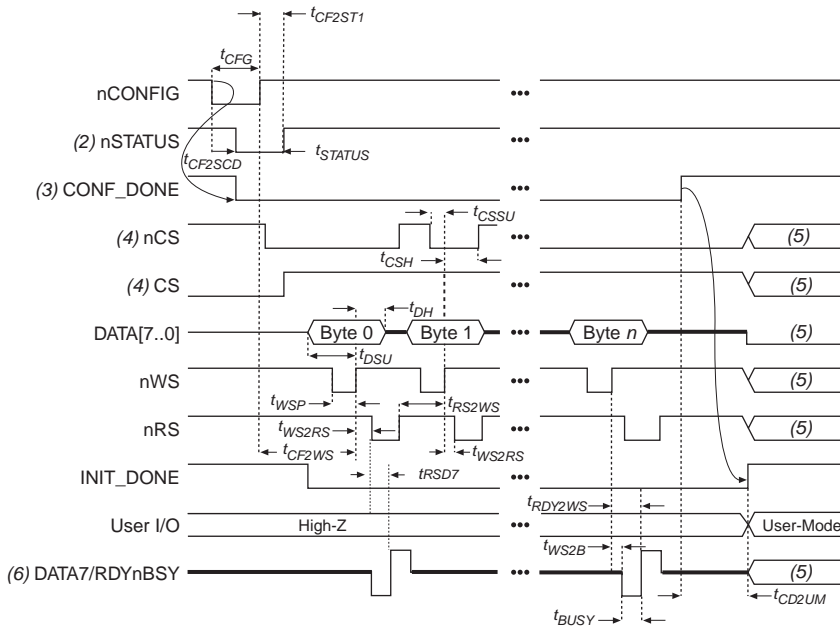 tCF2ST1
tCFG
nCONFIG
(2) nSTATUS
tSTATUS
tCF2SCD
(3) CONF_DONE
tCSSU
(4) nCS
(5)
tCSH
(4) CS
(5)
tDH
DATA[7..0]
Byte 0
Byte 1
Byte n
(5)
tDSU
nWS
(5)
tWSP
tRS2WS
nRS
(5)
tWS2RS
tWS2RS
tCF2WS
tRSD7
INIT_DONE
tRDY2WS
User I/O
High-Z
User-Mode
tWS2B
(6) DATA7/RDYnBSY
(5)
tCD2UM
tBUSY